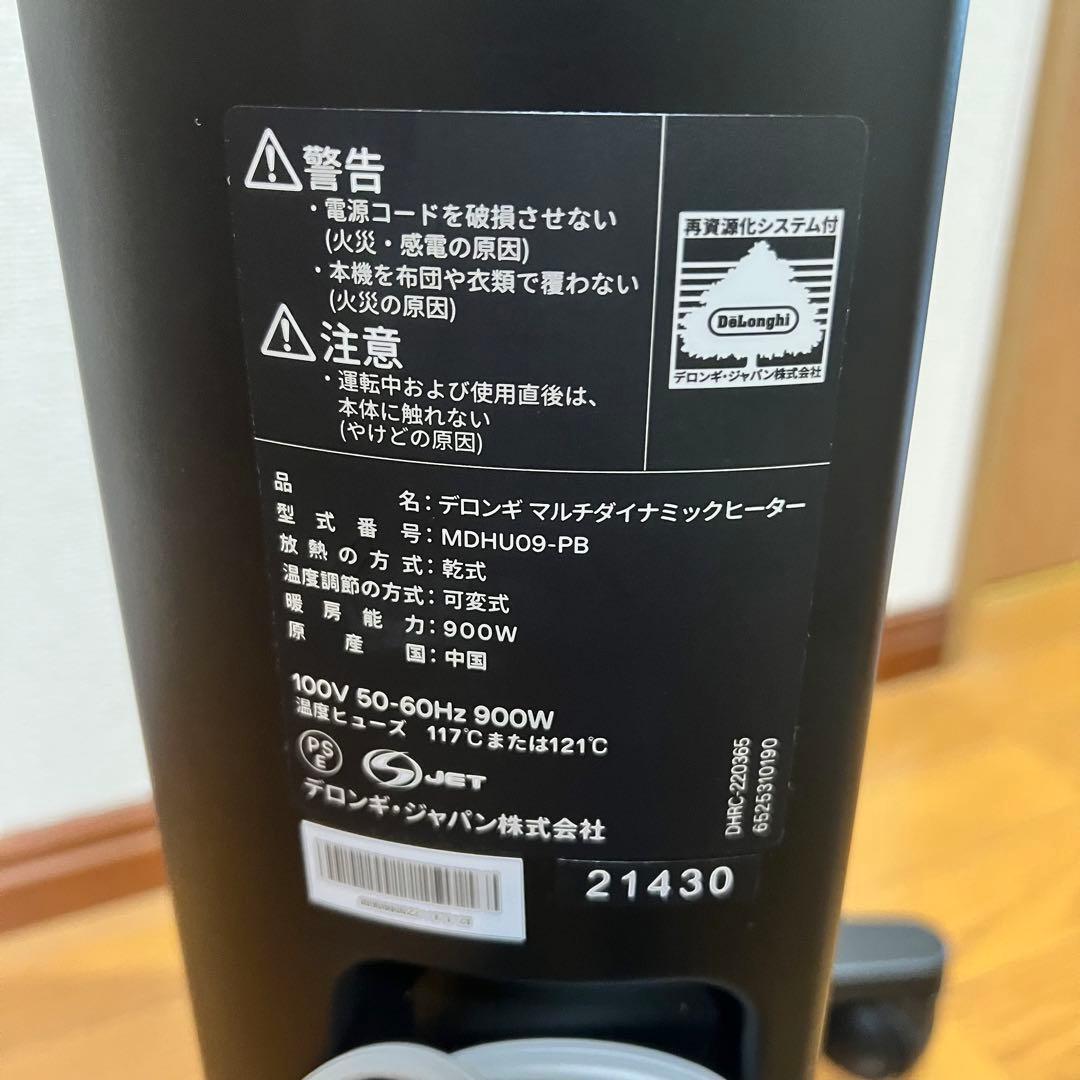 警告
・電源コードを破損させない
(火災・感電の原因)
・本機を布団や衣類で覆わない
(火災の原因)
注意
・運転中および使用直後は、
本体に触れない
(やけどの原因)
再資源化システム付
DeLonghi
デロンギ・ジャパン株式会社
品名：デロンギ マルチダイナミックヒーター
型式番号：MDHU09-PB
放熱の方式：乾式
温度調節の方式：可変式
暖房能力：900W
原産国：中国
100V 50-60Hz 900W
温度ヒューズ 117℃または121℃
PSE
JET
デロンギ・ジャパン株式会社
DHRC-220365
6525310190
21430